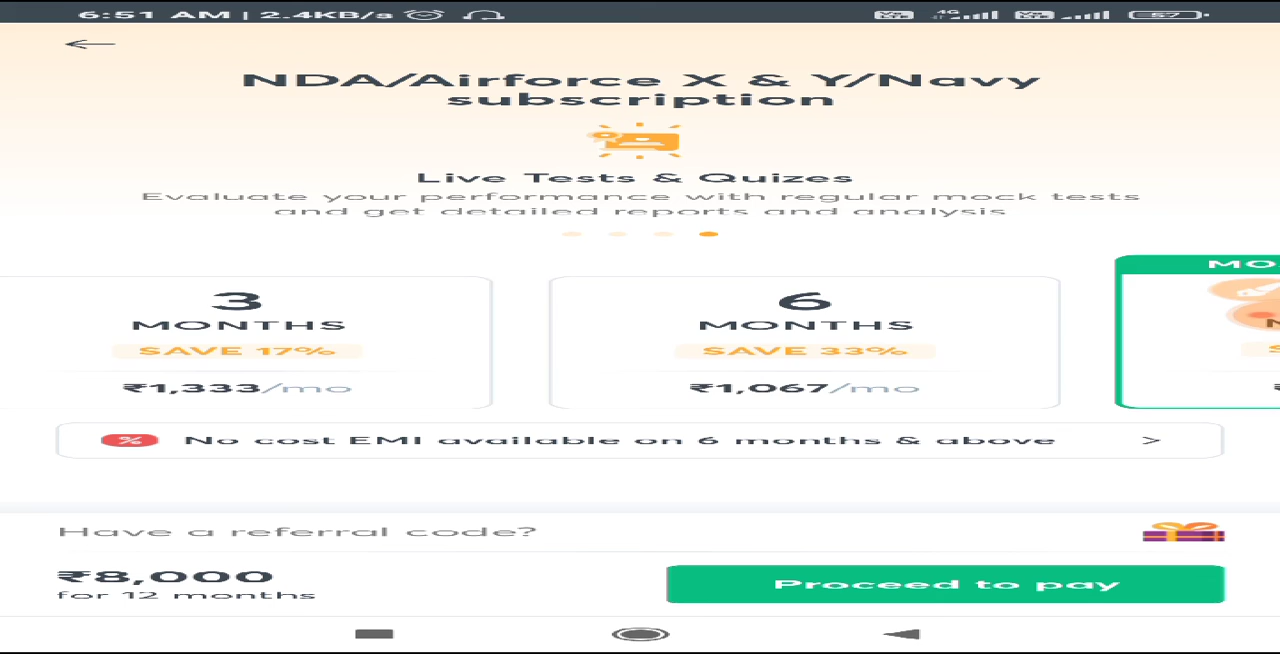 6:51 AM | 2.4KB/s
4G
57
NDA/Airforce X & Y/Navy
subscription
Live Tests & Quizes
Evaluate your performance with regular mock tests
and get detailed reports and analysis
3
MONTHS
SAVE 17%
₹1,333/mo
6
MONTHS
SAVE 33%
₹1,067/mo
MO
% No cost EMI available on 6 months & above >
Have a referral code?
₹8,000
for 12 months
Proceed to pay